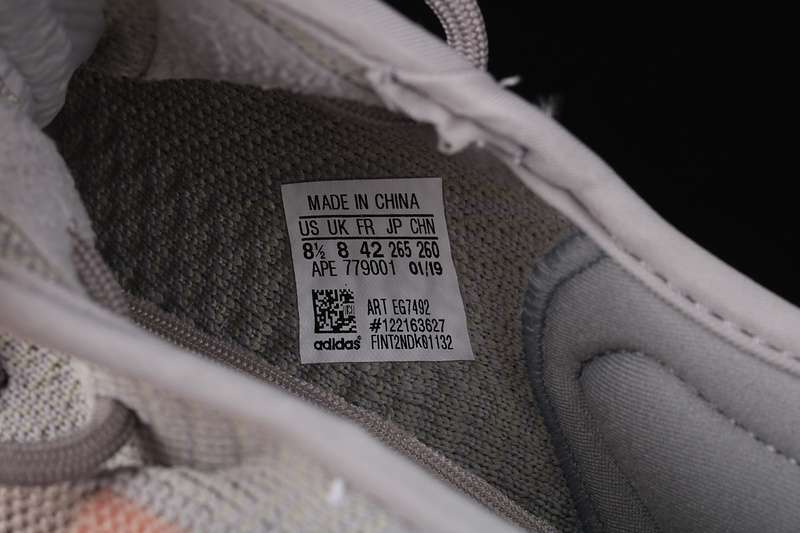 MADE IN CHINA
US UK FR JP CHN
8½ 8 42 265 260
APE 779001 01/19
ART EG7492
#122163627
adidas FINT2NDk01132